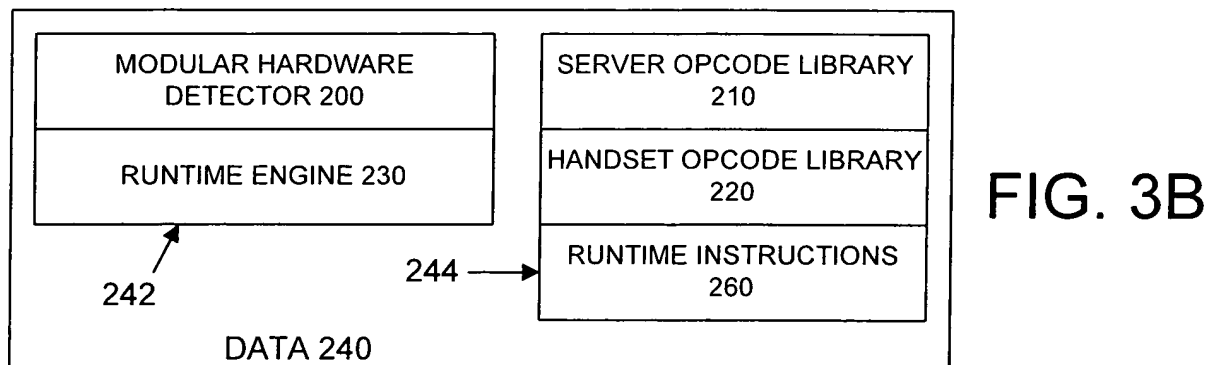 MODULAR HARDWARE
DETECTOR 200
RUNTIME ENGINE 230
242
SERVER OPCODE LIBRARY
210
HANDSET OPCODE LIBRARY
220
RUNTIME INSTRUCTIONS
260
244
DATA 240
FIG. 3B